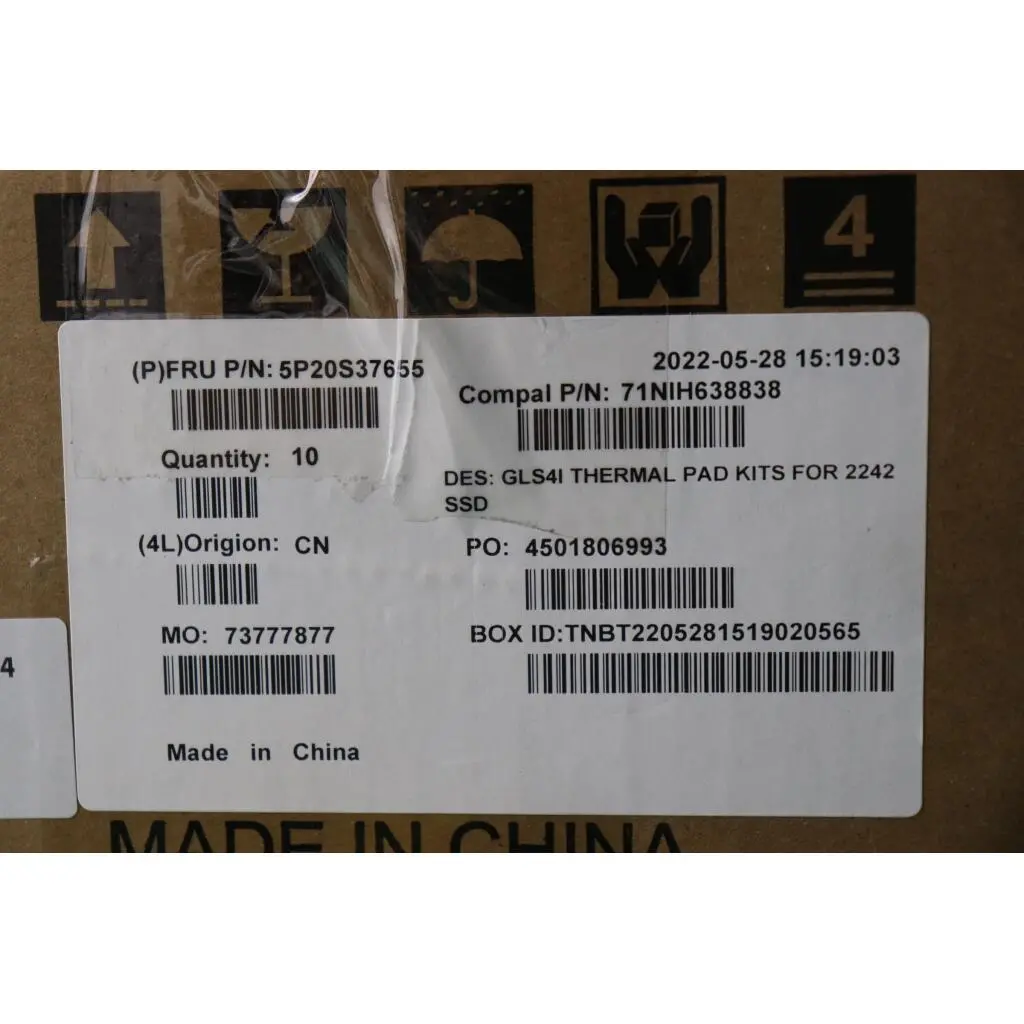 4
(P)FRU P/N: 5P20S37655
2022-05-28 15:19:03
Compal P/N: 71NIH638838
Quantity: 10
DES: GLS4I THERMAL PAD KITS FOR 2242
SSD
(4L)Origion: CN
PO: 4501806993
MO: 73777877
BOX ID:TNBT2205281519020565
4
Made in China
MADE IN CHINA